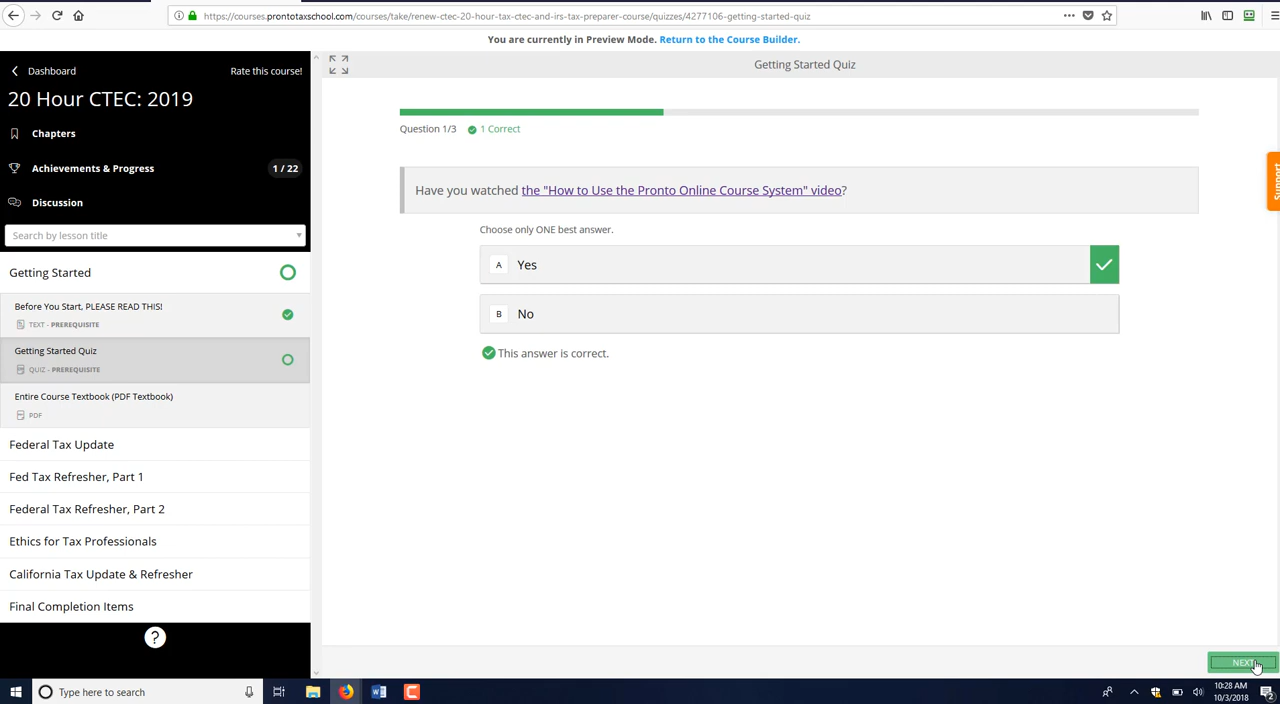 https://courses.prontotaxschool.com/courses/take/renew-ctec-20-hour-tax-ctec-and-irs-tax-preparer-course/quizzes/4277106-getting-started-quiz
You are currently in Preview Mode. Return to the Course Builder.
Dashboard
Rate this course!
20 Hour CTEC: 2019
Chapters
Achievements & Progress
1 / 22
Discussion
Search by lesson title
Getting Started
Before You Start, PLEASE READ THIS!
TEXT - PREREQUISITE
Getting Started Quiz
QUIZ - PREREQUISITE
Entire Course Textbook (PDF Textbook)
PDF
Federal Tax Update
Fed Tax Refresher, Part 1
Federal Tax Refresher, Part 2
Ethics for Tax Professionals
California Tax Update & Refresher
Final Completion Items
?
Getting Started Quiz
Question 1/3
1 Correct
Have you watched the "How to Use the Pronto Online Course System" video?
Choose only ONE best answer.
A Yes
B No
This answer is correct.
Support
NEXT
Type here to search
10:28 AM
10/3/2018
2